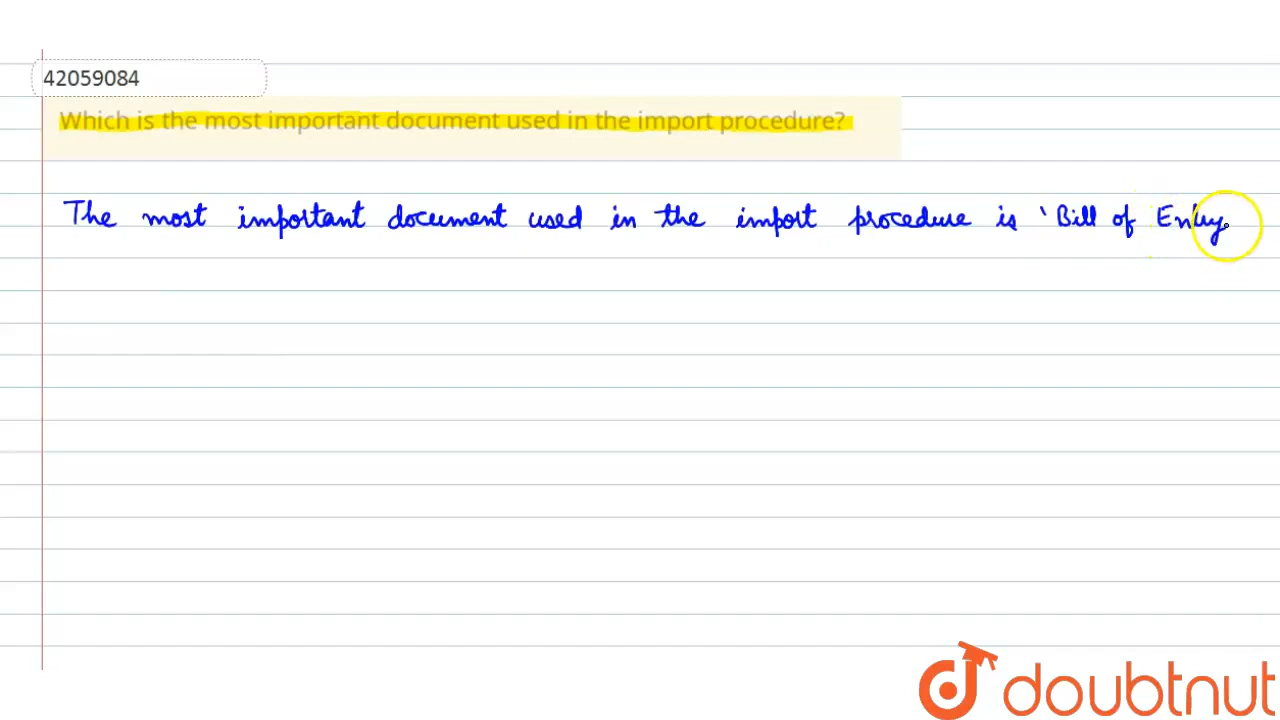 42059084
Which is the most important document used in the import procedure?
The most important document used in the import procedure is ‘Bill of Entry.
doubtnut